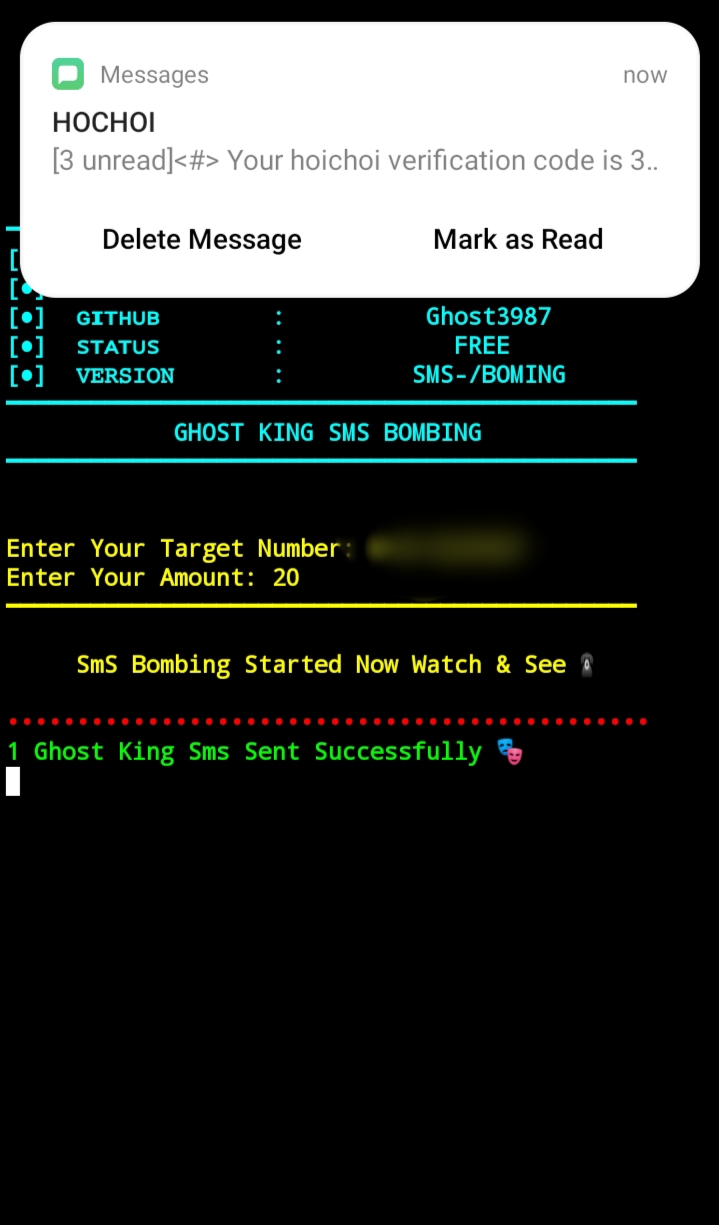 Messages now
HOCHOI
[3 unread]<#> Your hoichoi verification code is 3..
Delete Message Mark as Read
[
[•]
[•] GITHUB : Ghost3987
[•] STATUS : FREE
[•] VERSION : SMS-/BOMING
GHOST KING SMS BOMBING
Enter Your Target Number:
Enter Your Amount: 20
SmS Bombing Started Now Watch & See
1 Ghost King Sms Sent Successfully 🎭